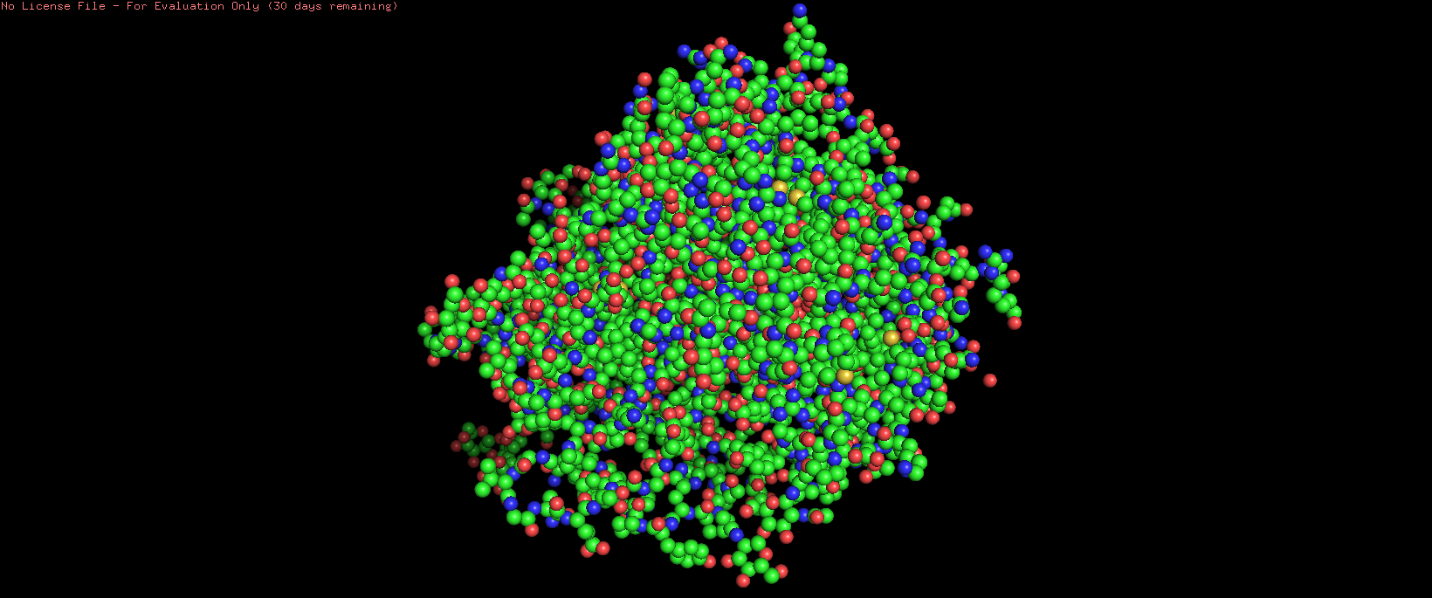 No License File - For Evaluation Only (30 days remaining)